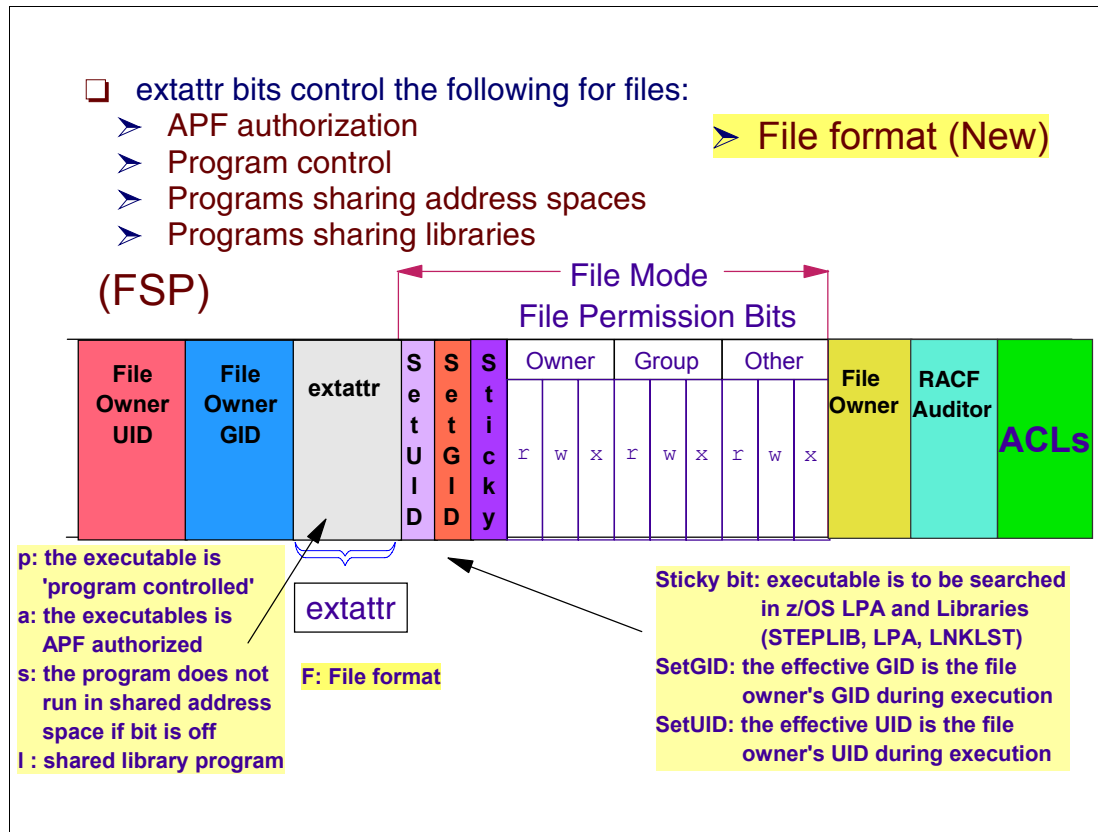 extattr bits control the following for files:
➢ APF authorization
➢ Program control
➢ Programs sharing address spaces
➢ Programs sharing libraries
➢ File format (New)
(FSP)
File Mode
File Permission Bits
File Owner UID
File Owner GID
extattr
SetUID
SetGID
Sticky
Owner Group Other
r w x r w x r w x
File Owner
RACF Auditor
ACLs
p: the executable is
'program controlled'
a: the executables is
APF authorized
s: the program does not
run in shared address
space if bit is off
l : shared library program
extattr
F: File format
Sticky bit: executable is to be searched
in z/OS LPA and Libraries
(STEPLIB, LPA, LNKLST)
SetGID: the effective GID is the file
owner's GID during execution
SetUID: the effective UID is the file
owner's UID during execution